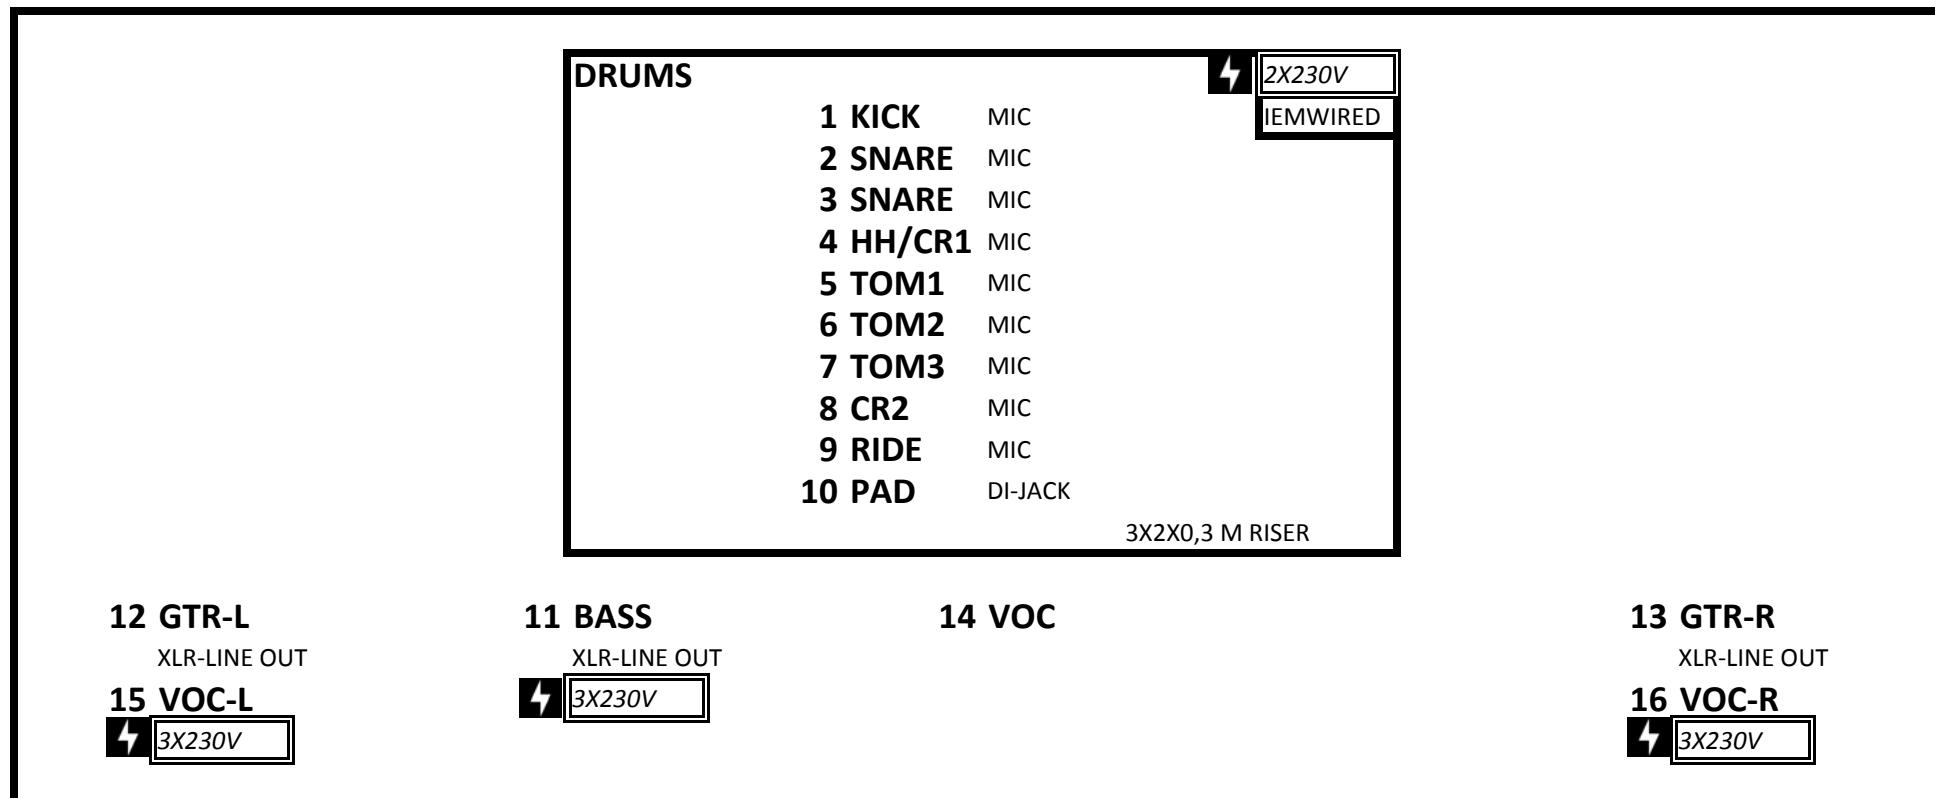 DRUMS 2X230V
1 KICK MIC IEMWIRED
2 SNARE MIC
3 SNARE MIC
4 HH/CR1 MIC
5 TOM1 MIC
6 TOM2 MIC
7 TOM3 MIC
8 CR2 MIC
9 RIDE MIC
10 PAD DI-JACK
3X2X0,3 M RISER
12 GTR-L 11 BASS 14 VOC 13 GTR-R
XLR-LINE OUT XLR-LINE OUT XLR-LINE OUT
15 VOC-L 3X230V 16 VOC-R
3X230V 3X230V